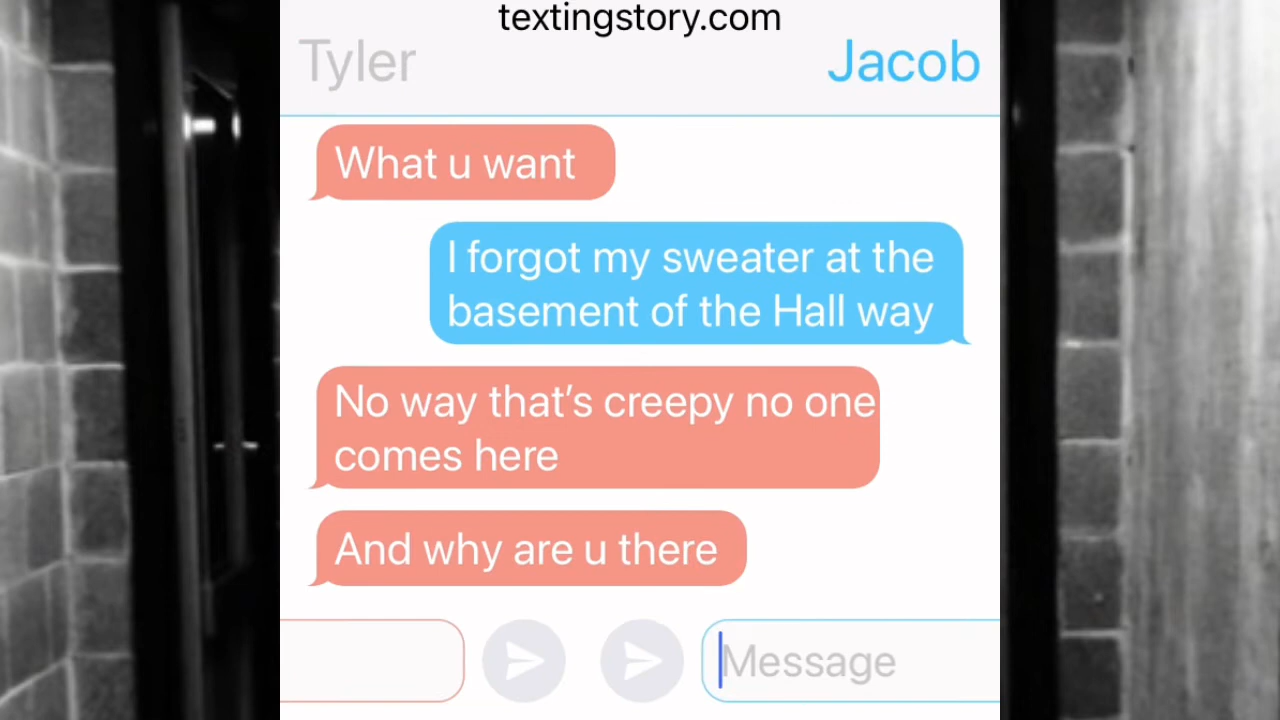 textingstory.com
Tyler
Jacob
What u want
I forgot my sweater at the
basement of the Hall way
No way that’s creepy no one
comes here
And why are u there
Message